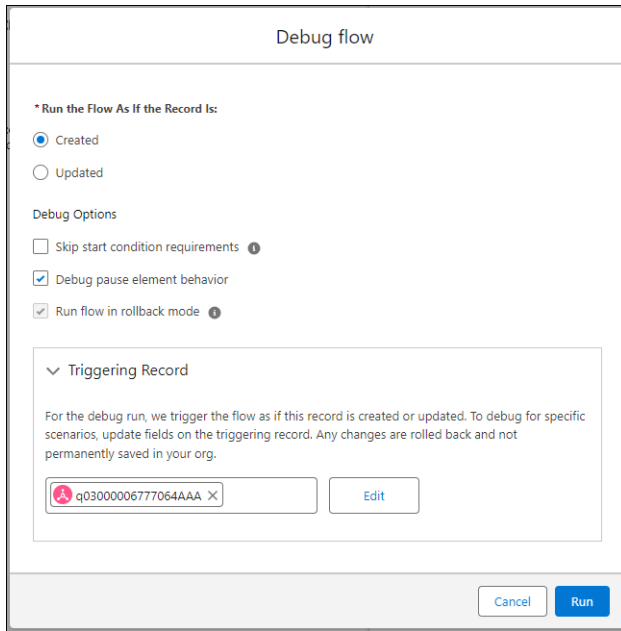 Debug flow
* Run the Flow As If the Record Is:
Created
Updated
Debug Options
Skip start condition requirements
Debug pause element behavior
Run flow in rollback mode
Triggering Record
For the debug run, we trigger the flow as if this record is created or updated. To debug for specific
scenarios, update fields on the triggering record. Any changes are rolled back and not
permanently saved in your org.
q03000006777064AAA
Edit
Cancel
Run